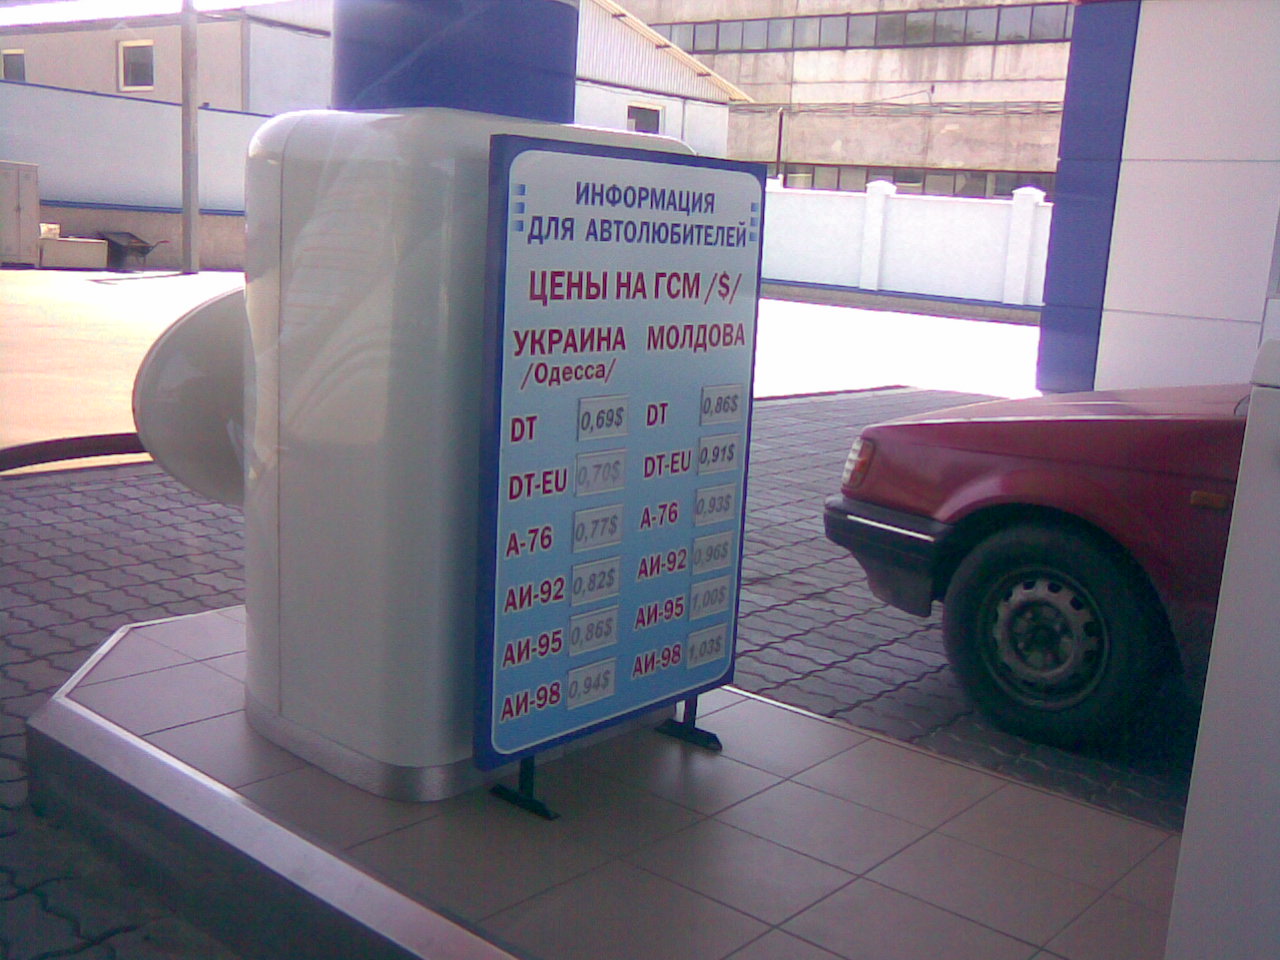 ИНФОРМАЦИЯ
ДЛЯ АВТОЛЮБИТЕЛЕЙ
ЦЕНЫ НА ГСМ /$/
УКРАИНА МОЛДОВА
/Одесса/
DT 0,69$ DT 0,86$
DT-EU 0,70$ DT-EU 0,91$
А-76 0,77$ А-76 0,93$
АИ-92 0,82$ АИ-92 0,96$
АИ-95 0,86$ АИ-95 1,00$
АИ-98 0,94$ АИ-98 1,03$